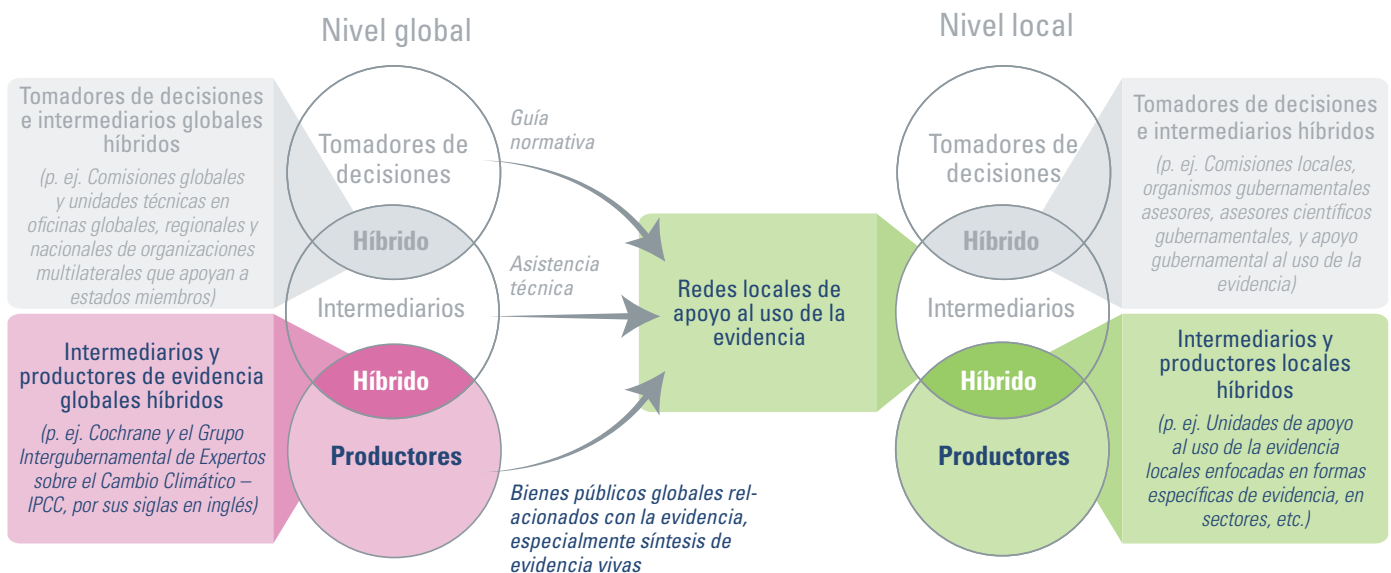 Nivel global
Nivel local
Tomadores de decisiones
e intermediarios globales
híbridos
(p. ej. Comisiones globales
y unidades técnicas en
oficinas globales, regionales y
nacionales de organizaciones
multilaterales que apoyan a
estados miembros)
Intermediarios y
productores de evidencia
globales híbridos
(p. ej. Cochrane y el Grupo
Intergubernamental de Expertos
sobre el Cambio Climático –
IPCC, por sus siglas en inglés)
Tomadores de
decisiones
Híbrido
Intermediarios
Híbrido
Productores
Guía
normativa
Asistencia
técnica
Bienes públicos globales rel-
acionados con la evidencia,
especialmente síntesis de
evidencia vivas
Redes locales de
apoyo al uso de la
evidencia
Tomadores de
decisiones
Híbrido
Intermediarios
Híbrido
Productores
Tomadores de decisiones
e intermediarios híbridos
(p. ej. Comisiones locales,
organismos gubernamentales
asesores, asesores científicos
gubernamentales, y apoyo
gubernamental al uso de la
evidencia)
Intermediarios y
productores locales
híbridos
(p. ej. Unidades de apoyo
al uso de la evidencia
locales enfocadas en formas
específicas de evidencia, en
sectores, etc.)